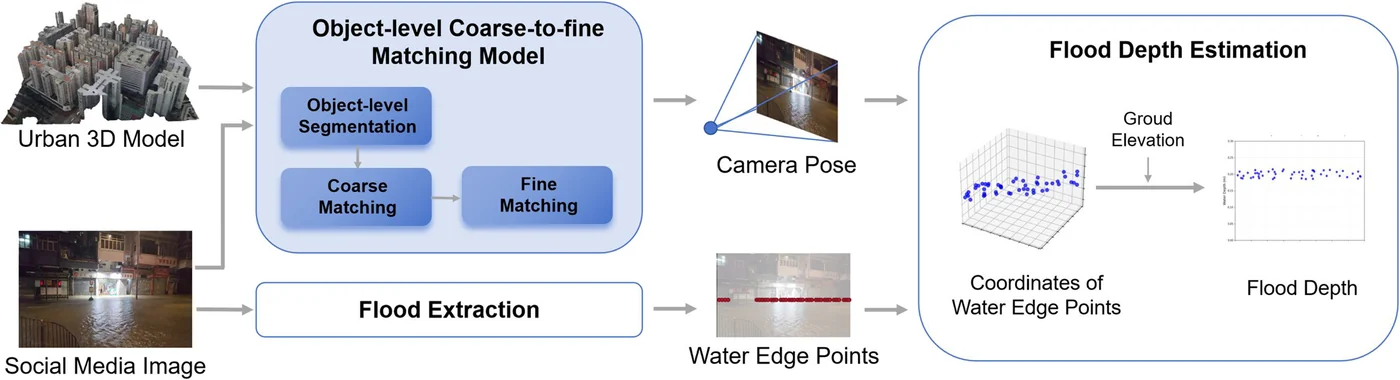 Object-level Coarse-to-fine
Matching Model
Object-level
Segmentation
Coarse
Matching
Fine
Matching
Urban 3D Model
Social Media Image
Flood Extraction
Camera Pose
Water Edge Points
Flood Depth Estimation
Groud
Elevation
Coordinates of
Water Edge Points
Flood Depth